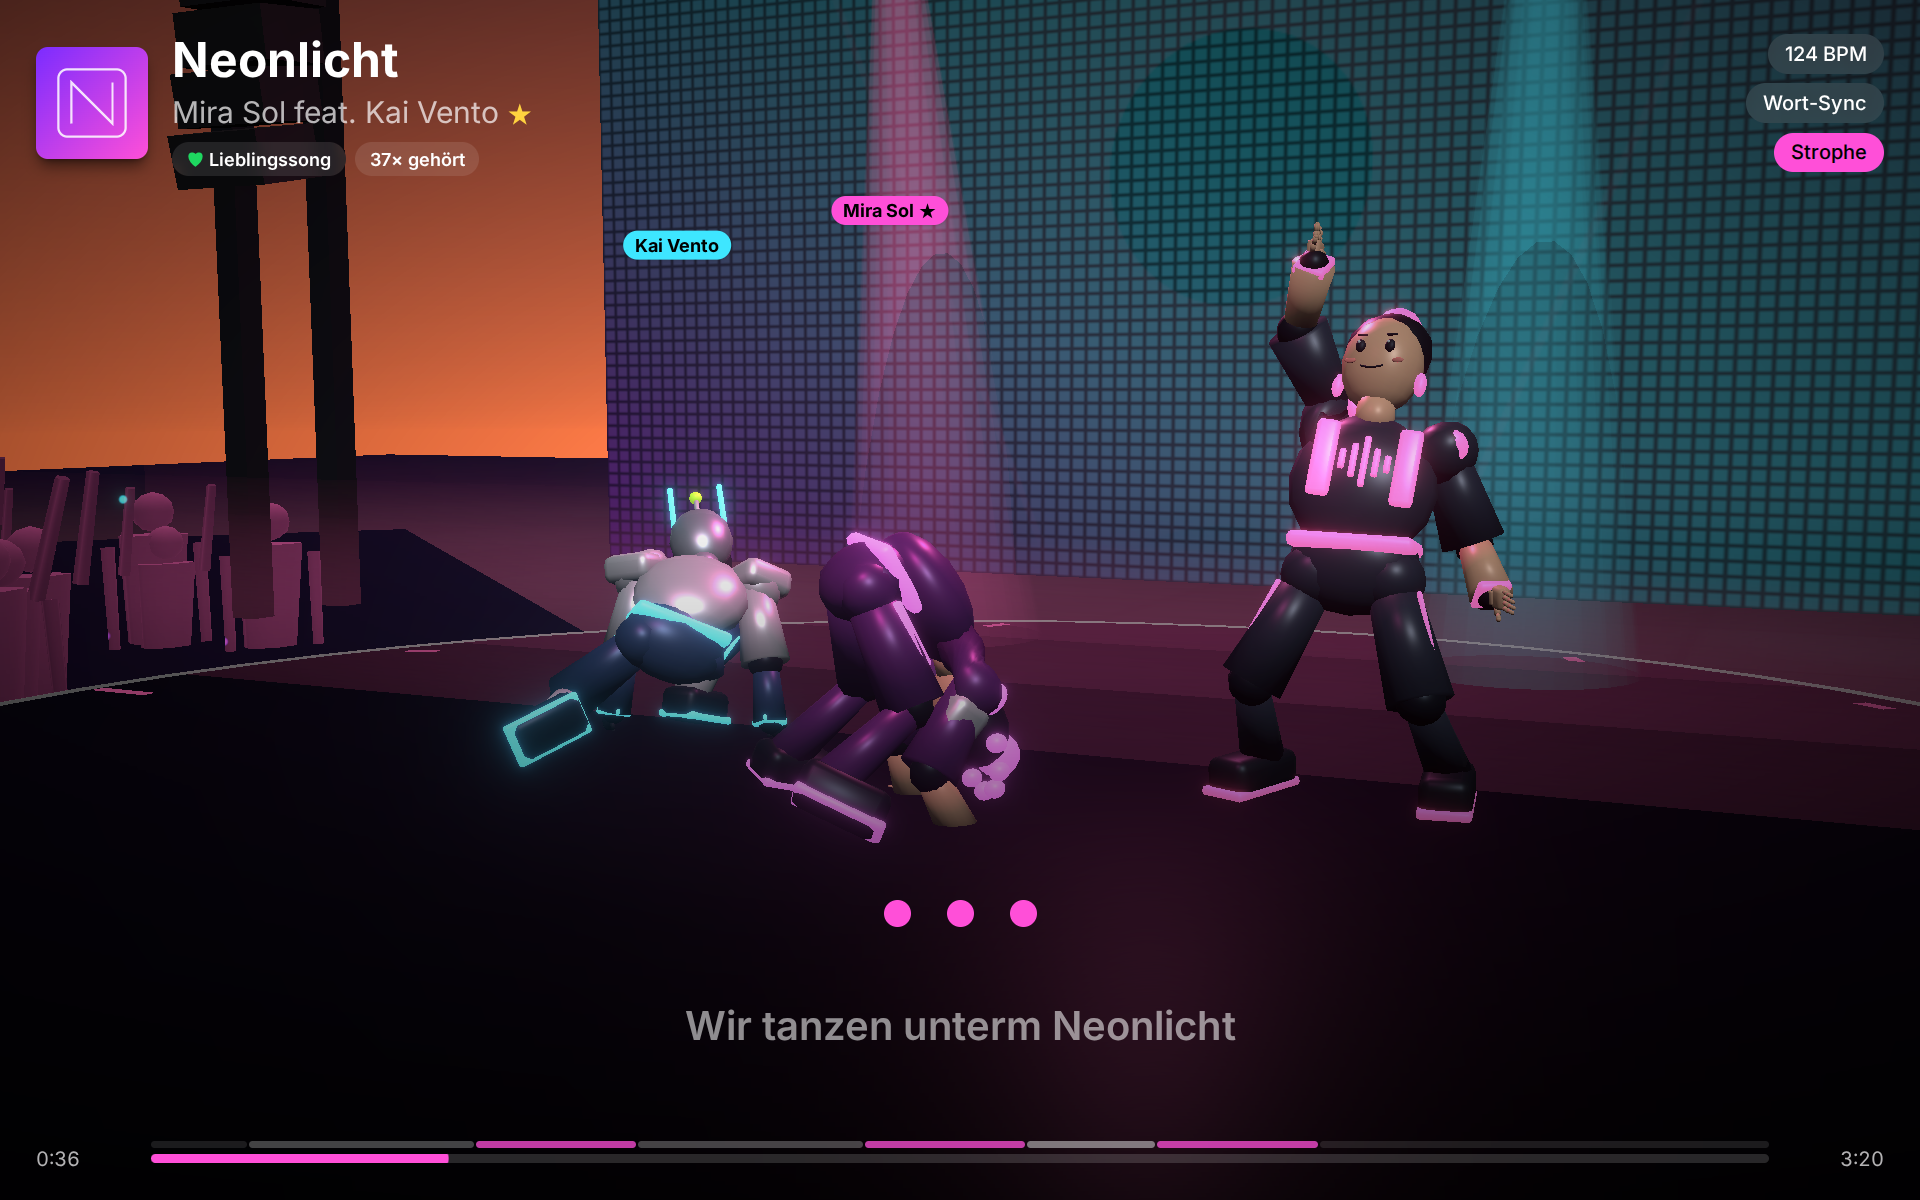 N
Neonlicht
Mira Sol feat. Kai Vento ★
Lieblingssong
37× gehört
124 BPM
Wort-Sync
Strophe
Mira Sol ★
Kai Vento
Wir tanzen unterm Neonlicht
0:36
3:20